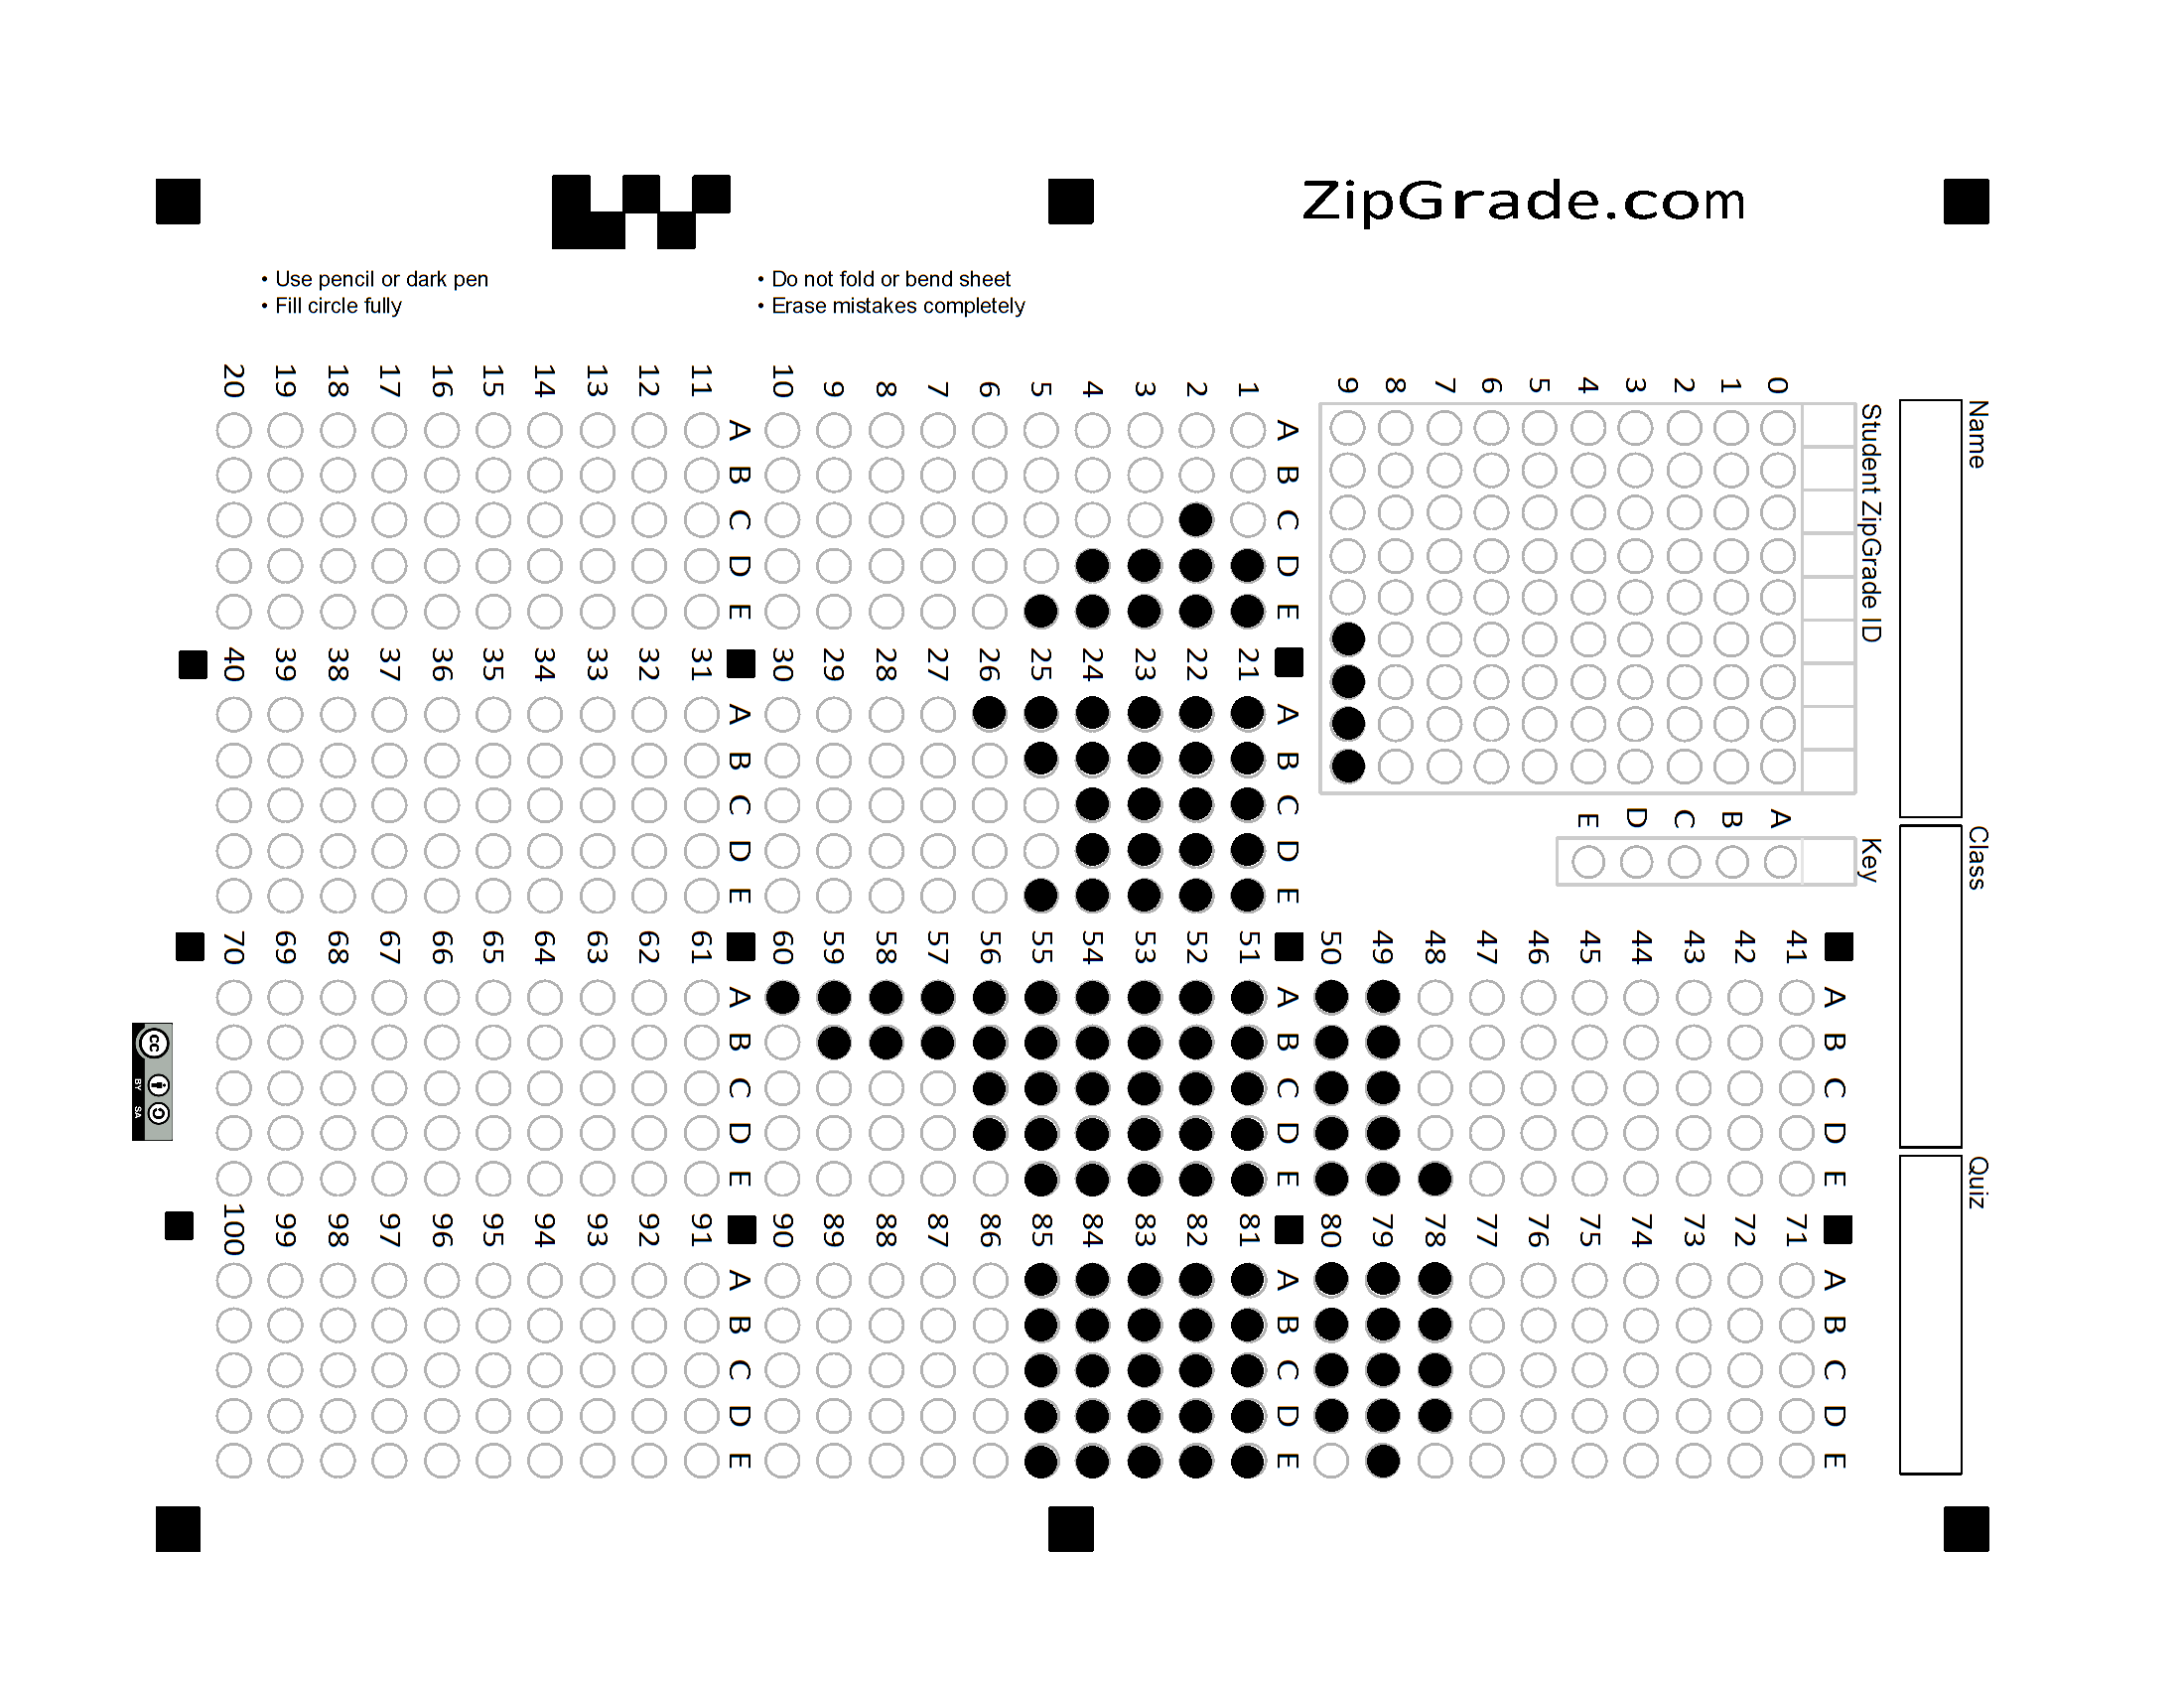 ZipGrade.com
• Use pencil or dark pen
• Fill circle fully
• Do not fold or bend sheet
• Erase mistakes completely
Name
Class
Quiz
Student ZipGrade ID
0 1 2 3 4 5 6 7 8 9
Key
A B C D E
1 2 3 4 5 6 7 8 9 10
A B C D E
11 12 13 14 15 16 17 18 19 20
A B C D E
21 22 23 24 25 26 27 28 29 30
A B C D E
31 32 33 34 35 36 37 38 39 40
A B C D E
41 42 43 44 45 46 47 48 49 50
A B C D E
51 52 53 54 55 56 57 58 59 60
A B C D E
61 62 63 64 65 66 67 68 69 70
A B C D E
71 72 73 74 75 76 77 78 79 80
A B C D E
81 82 83 84 85 86 87 88 89 90
A B C D E
91 92 93 94 95 96 97 98 99 100
A B C D E
cc
BY SA